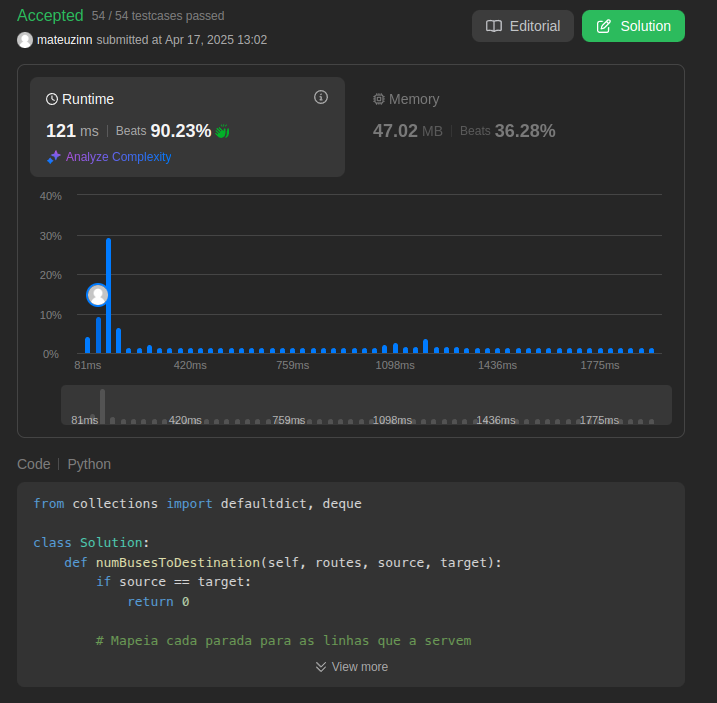 Accepted 54 / 54 testcases passed
mateuzinn submitted at Apr 17, 2025 13:02
Editorial
Solution
Runtime
121 ms | Beats 90.23%
Analyze Complexity
Memory
47.02 MB | Beats 36.28%
40%
30%
20%
10%
0%
81ms 420ms 759ms 1098ms 1436ms 1775ms
81ms 420ms 759ms 1098ms 1436ms 1775ms
Code | Python
from collections import defaultdict, deque
class Solution:
    def numBusesToDestination(self, routes, source, target):
        if source == target:
            return 0
        # Mapeia cada parada para as linhas que a servem
View more